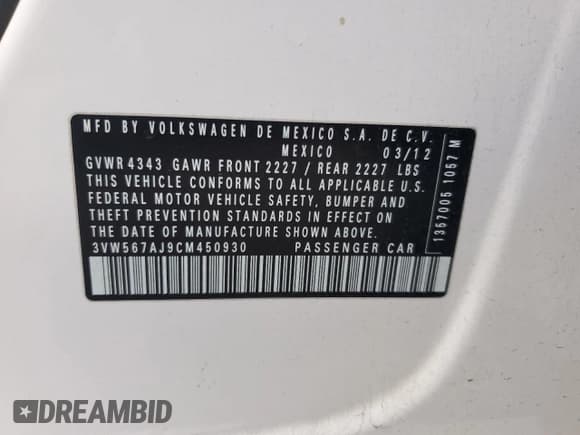 MFD BY VOLKSWAGEN DE MEXICO S.A. DE C.V.
MEXICO 03/12
GVWR 4343 GAWR FRONT 2227 / REAR 2227 LBS
THIS VEHICLE CONFORMS TO ALL APPLICABLE U.S.
FEDERAL MOTOR VEHICLE SAFETY, BUMPER AND
THEFT PREVENTION STANDARDS IN EFFECT ON
THE DATE OF MANUFACTURE SHOWN ABOVE.
3VW567AJ9CM450930 PASSENGER CAR
1357005 1057 M
DREAMBID